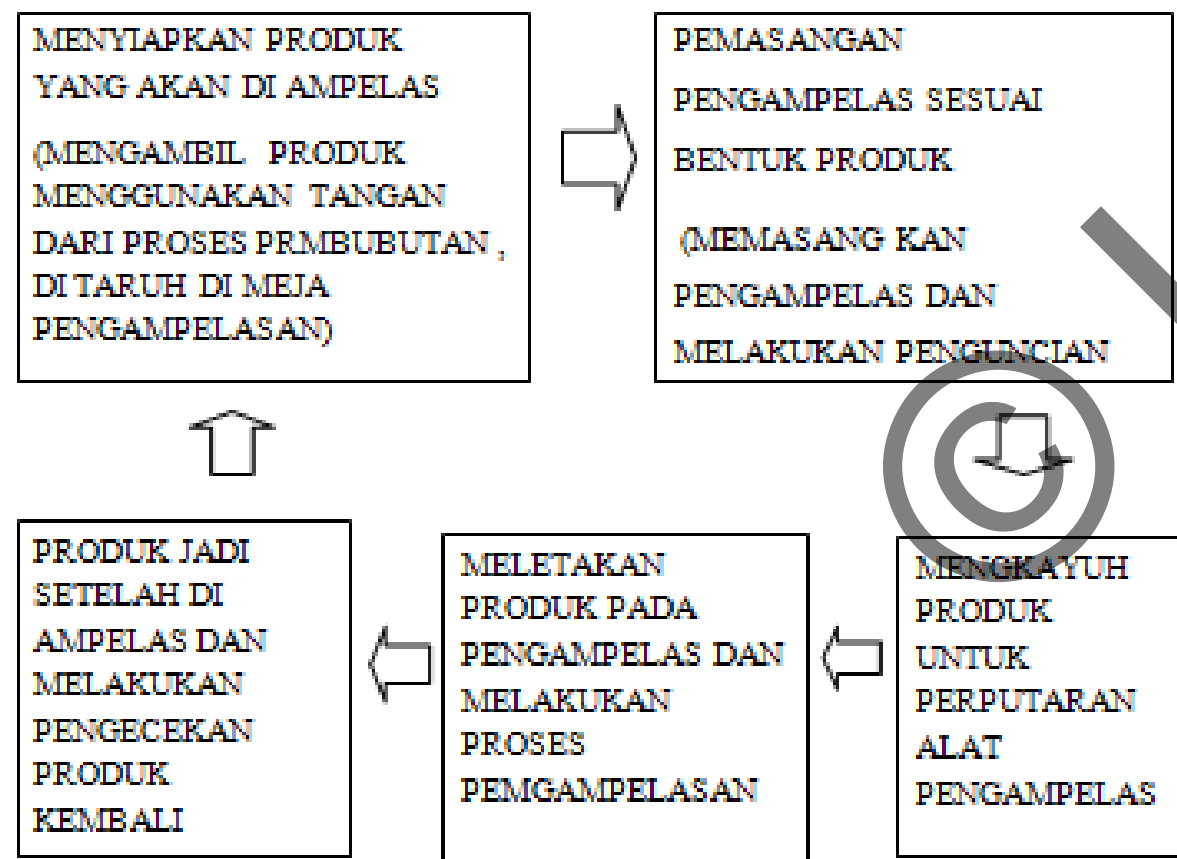 MENYIAPKAN PRODUK
YANG AKAN DI AMPELAS
(MENGAMBIL PRODUK
MENGGUNAKAN TANGAN
DARI PROSES PRMBUBUTAN ,
DI TARUH DI MEJA
PENGAMPELASAN)
PEMASANGAN
PENGAMPELAS SESUAI
BENTUK PRODUK
(MEMASANG KAN
PENGAMPELAS DAN
MELAKUKAN PENGUNCIAN
MENGKAYUH
PRODUK
UNTUK
PERPUTARAN
ALAT
PENGAMPELAS
MELETAKAN
PRODUK PADA
PENGAMPELAS DAN
MELAKUKAN
PROSES
PEMGAMPELASAN
PRODUK JADI
SETELAH DI
AMPELAS DAN
MELAKUKAN
PENGECEKAN
PRODUK
KEMBALI